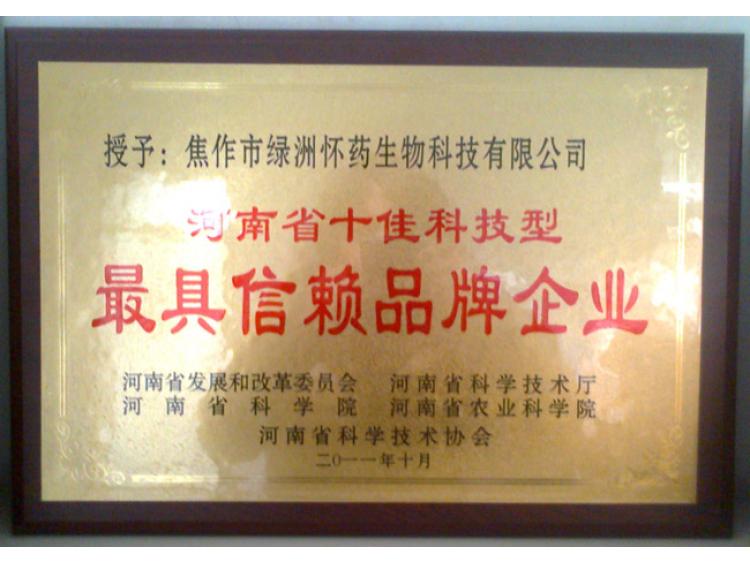 授予：焦作市绿洲怀药生物科技有限公司
河南省十佳科技型
最具信赖品牌企业
河南省发展和改革委员会 河南省科学技术厅
河南省科学院 河南省农业科学院
河南省科学技术协会
二0一一年十月